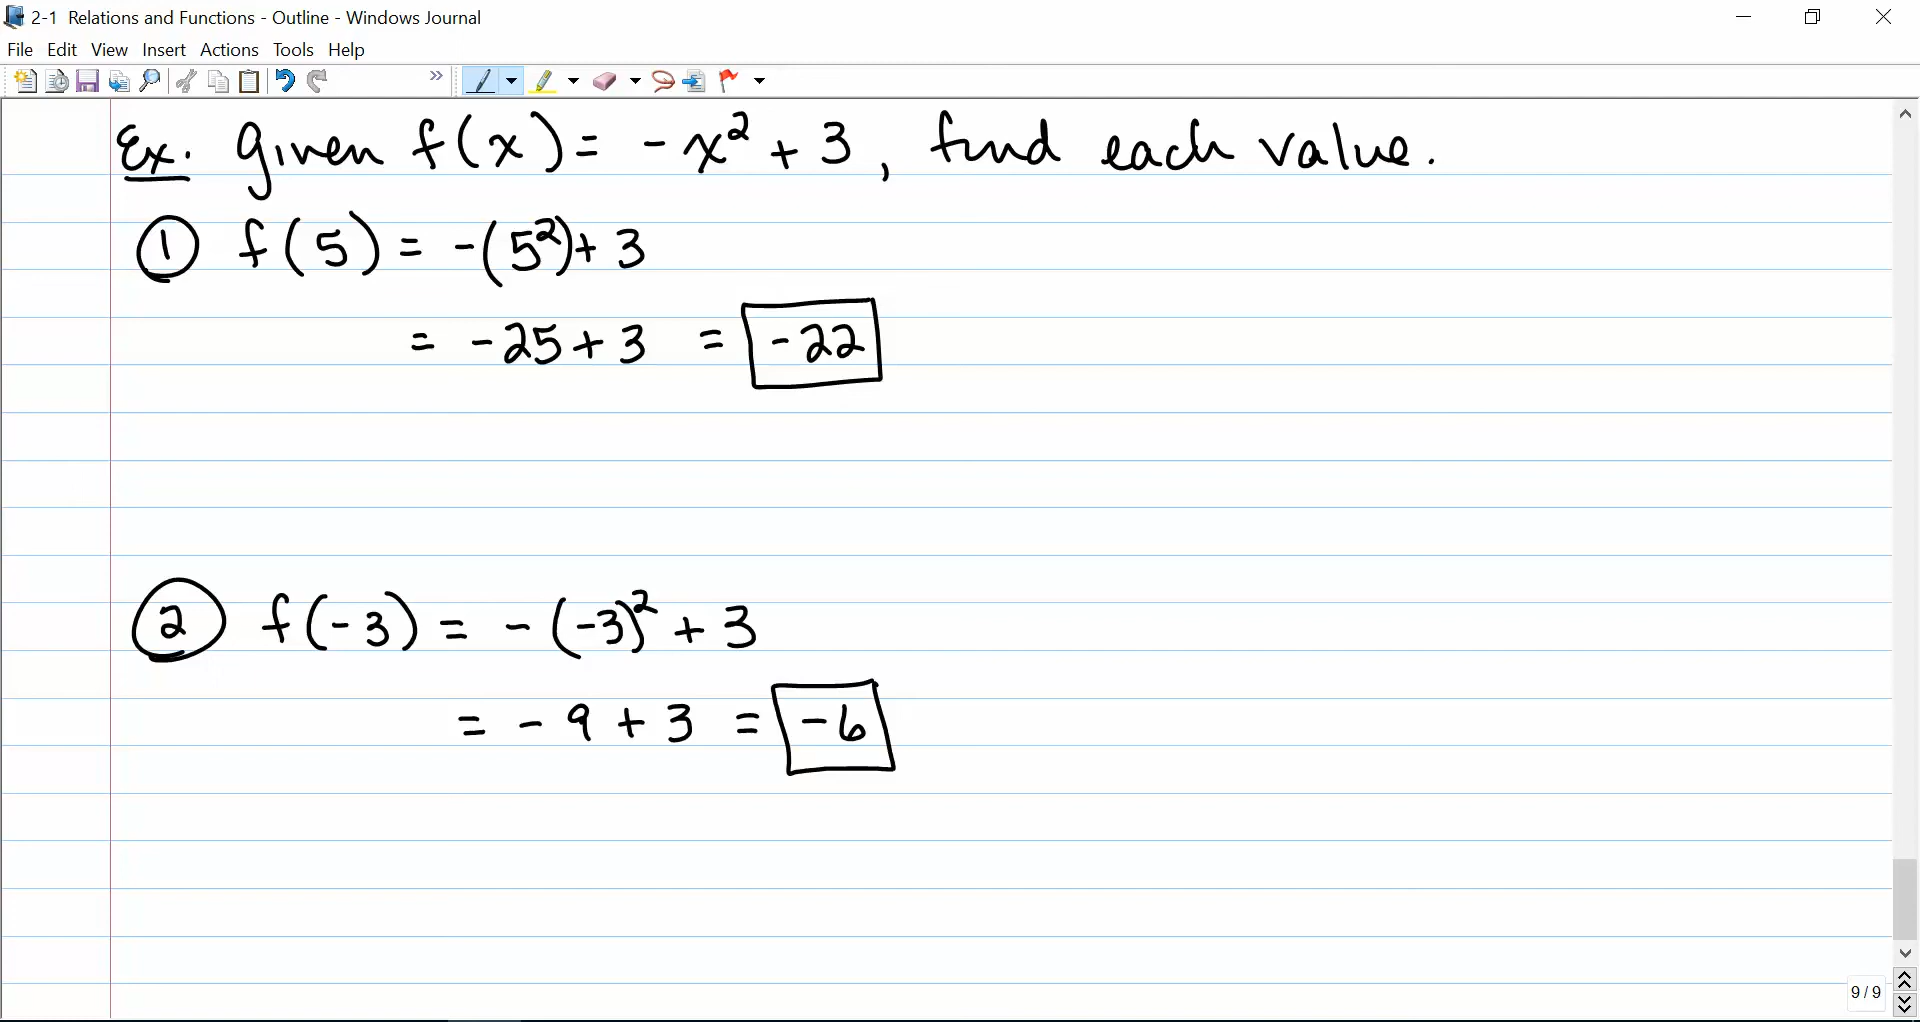 2-1 Relations and Functions - Outline - Windows Journal
File Edit View Insert Actions Tools Help
Ex. Given f(x) = -x² + 3, find each value.
① f(5) = -(5²) + 3
= -25 + 3 = -22
② f(-3) = -(-3)² + 3
= -9 + 3 = -6
9 / 9